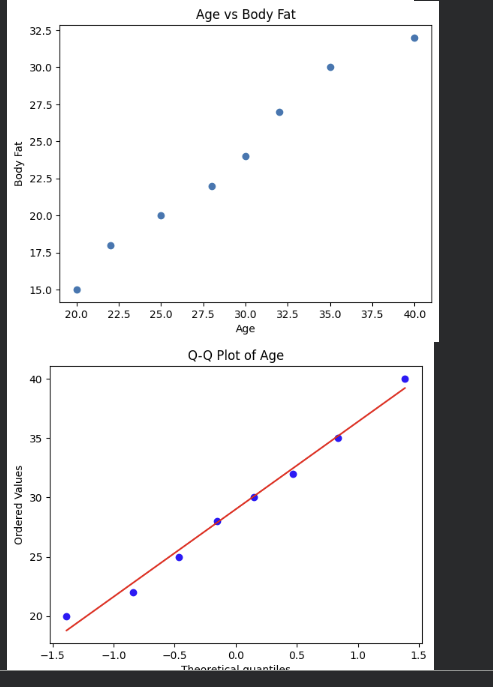 Age vs Body Fat
32.5
30.0
27.5
25.0
22.5
20.0
17.5
15.0
Body Fat
20.0 22.5 25.0 27.5 30.0 32.5 35.0 37.5 40.0
Age
Q-Q Plot of Age
40
35
30
25
20
Ordered Values
−1.5 −1.0 −0.5 0.0 0.5 1.0 1.5
Theoretical quantiles